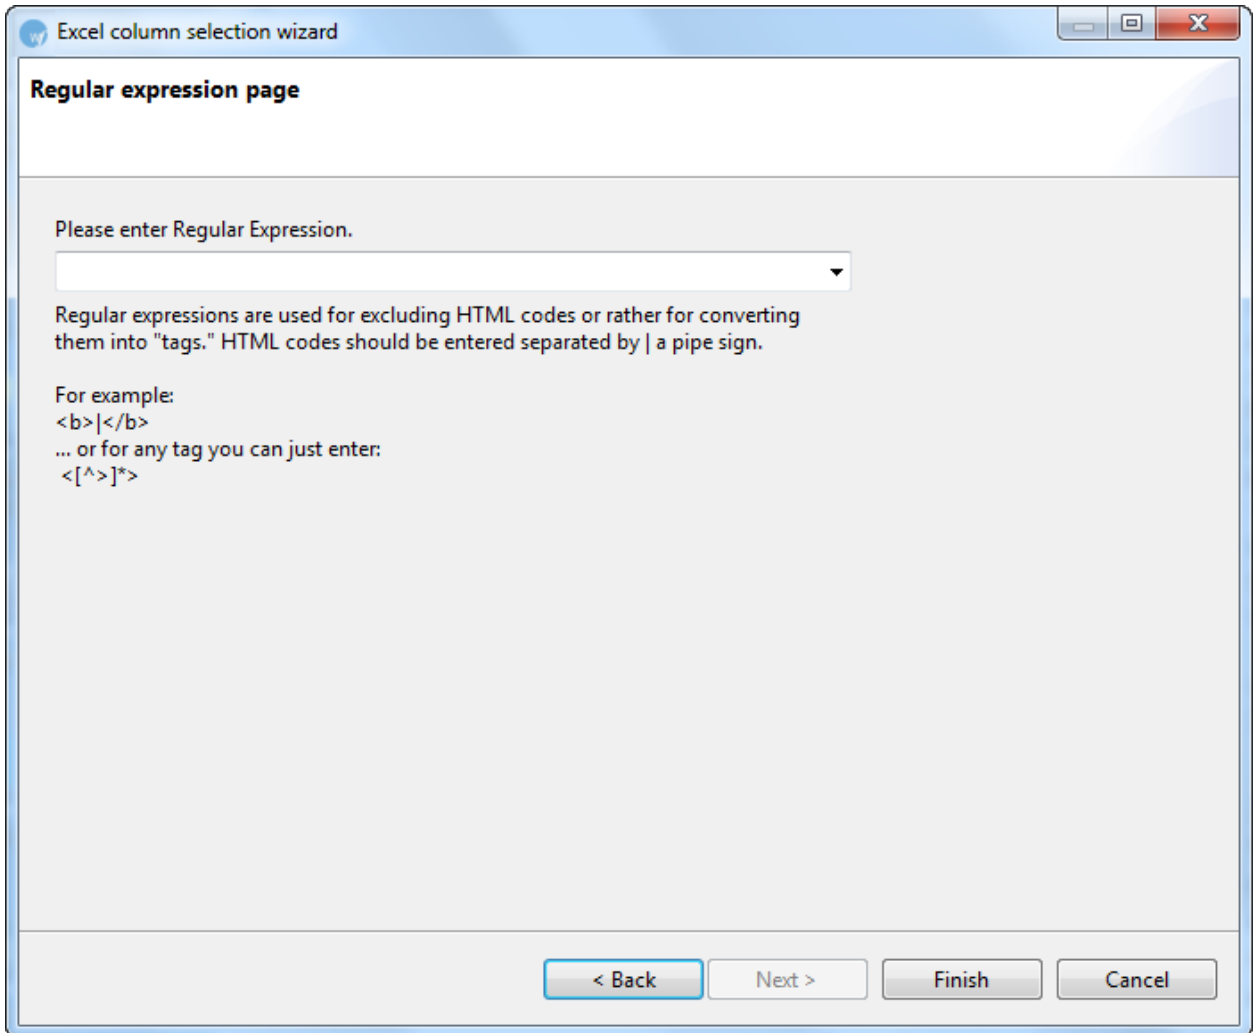 Excel column selection wizard
Regular expression page
Please enter Regular Expression.
Regular expressions are used for excluding HTML codes or rather for converting
them into "tags." HTML codes should be entered separated by | a pipe sign.
For example:
<b>|</b>
... or for any tag you can just enter:
<[^>]*>
< Back
Next >
Finish
Cancel